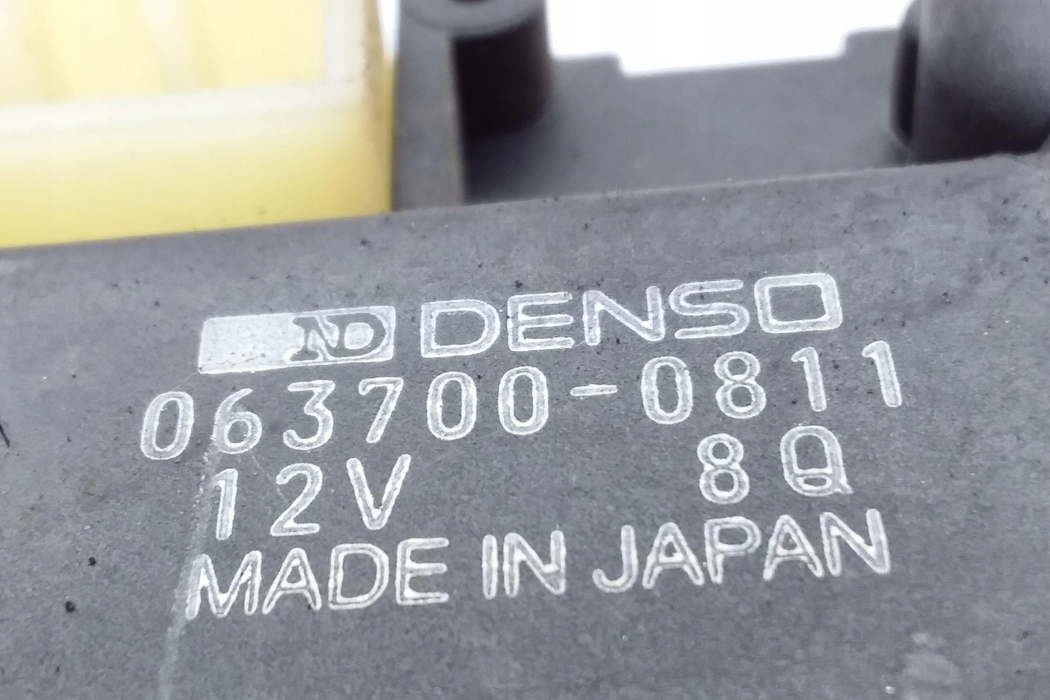 ND DENSO
063700-0811
12V 8Q
MADE IN JAPAN